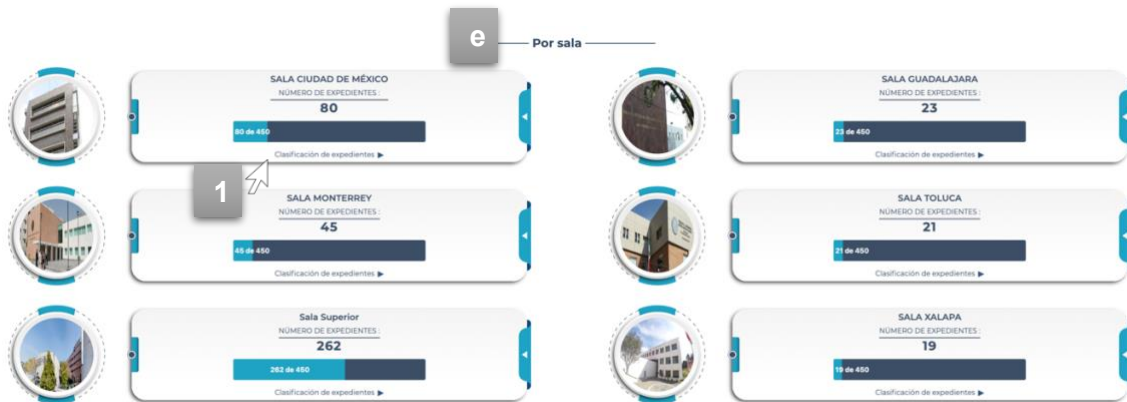 e
Por sala
SALA CIUDAD DE MÉXICO
NÚMERO DE EXPEDIENTES :
80
80 de 450
Clasificación de expedientes ▶
1
SALA GUADALAJARA
NÚMERO DE EXPEDIENTES :
23
23 de 450
Clasificación de expedientes ▶
SALA MONTERREY
NÚMERO DE EXPEDIENTES :
45
45 de 450
Clasificación de expedientes ▶
SALA TOLUCA
NÚMERO DE EXPEDIENTES :
21
21 de 450
Clasificación de expedientes ▶
Sala Superior
NÚMERO DE EXPEDIENTES :
262
262 de 450
Clasificación de expedientes ▶
SALA XALAPA
NÚMERO DE EXPEDIENTES :
19
19 de 450
Clasificación de expedientes ▶